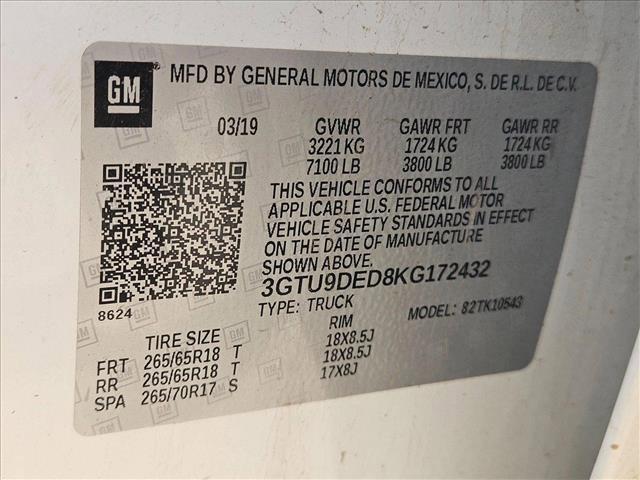 GM MFD BY GENERAL MOTORS DE MEXICO, S. DE R.L. DE C.V.
03/19 GVWR GAWR FRT GAWR RR
3221 KG 1724 KG 1724 KG
7100 LB 3800 LB 3800 LB
THIS VEHICLE CONFORMS TO ALL
APPLICABLE U.S. FEDERAL MOTOR
VEHICLE SAFETY STANDARDS IN EFFECT
ON THE DATE OF MANUFACTURE
SHOWN ABOVE.
3GTU9DED8KG172432
8624 TYPE: TRUCK MODEL: 82TK10543
TIRE SIZE RIM
FRT 265/65R18 T 18X8.5J
RR 265/65R18 T 18X8.5J
SPA 265/70R17 S 17X8J